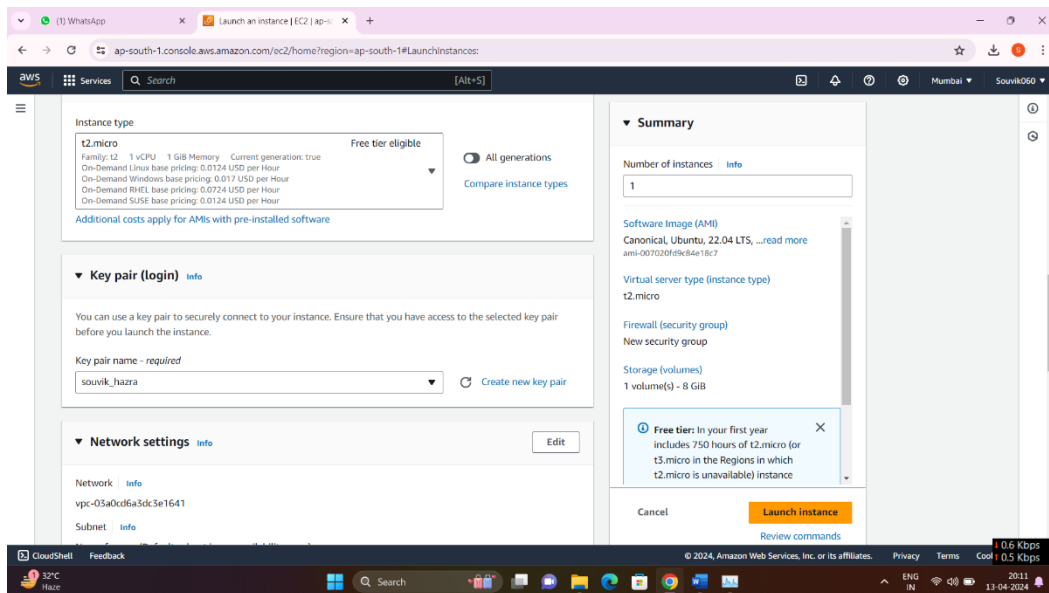 (1) WhatsApp
Launch an instance | EC2 | ap-s
ap-south-1.console.aws.amazon.com/ec2/home?region=ap-south-1#LaunchInstances:
S
aws
Services
Search
[Alt+S]
Mumbai
Souvik060
Instance type
t2.micro
Free tier eligible
Family: t2 1 vCPU 1 GiB Memory Current generation: true
On-Demand Linux base pricing: 0.0124 USD per Hour
On-Demand Windows base pricing: 0.017 USD per Hour
On-Demand RHEL base pricing: 0.0724 USD per Hour
On-Demand SUSE base pricing: 0.0124 USD per Hour
All generations
Compare instance types
Additional costs apply for AMIs with pre-installed software
Key pair (login) Info
You can use a key pair to securely connect to your instance. Ensure that you have access to the selected key pair
before you launch the instance.
Key pair name - required
souvik_hazra
Create new key pair
Network settings Info
Edit
Network Info
vpc-03a0cd6a3dc3e1641
Subnet Info
Summary
Number of instances Info
1
Software Image (AMI)
Canonical, Ubuntu, 22.04 LTS, ...read more
ami-007020fd9c84e18c7
Virtual server type (instance type)
t2.micro
Firewall (security group)
New security group
Storage (volumes)
1 volume(s) - 8 GiB
Free tier: In your first year
includes 750 hours of t2.micro (or
t3.micro in the Regions in which
t2.micro is unavailable) instance
Cancel
Launch instance
Review commands
CloudShell
Feedback
© 2024, Amazon Web Services, Inc. or its affiliates.
Privacy
Terms
0.6 Kbps
0.5 Kbps
1
32°C
Haze
Search
ENG
IN
20:11
13-04-2024